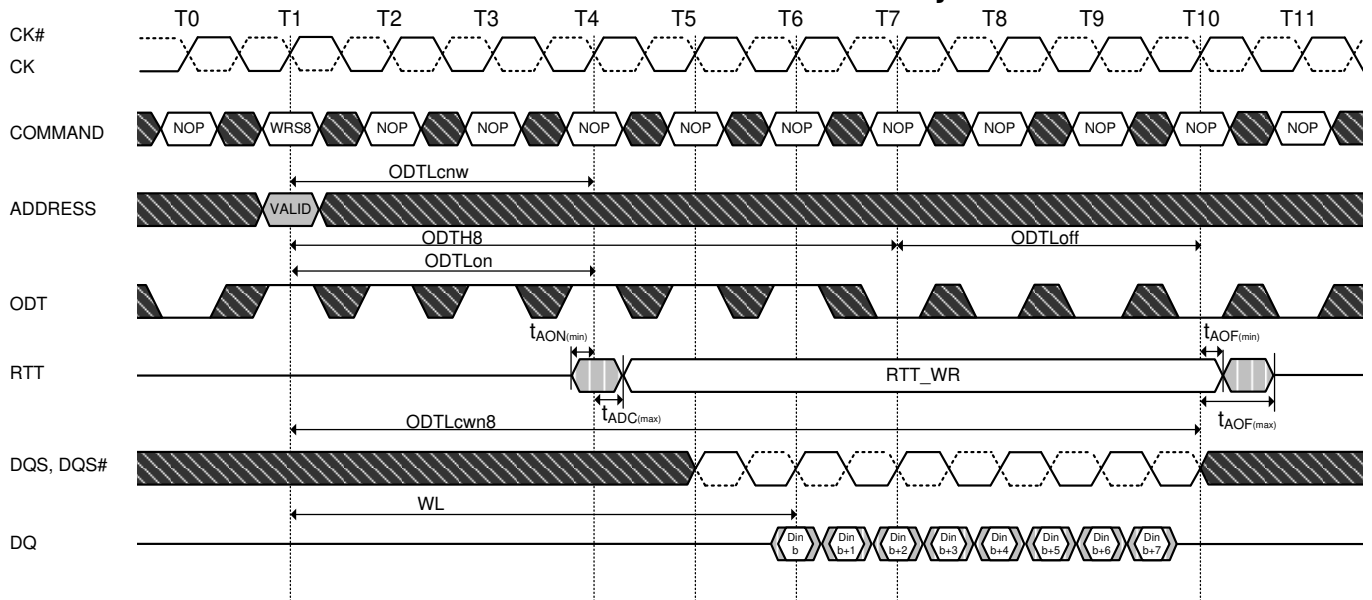 T0 T1 T2 T3 T4 T5 T6 T7 T8 T9 T10 T11
CK#
CK
COMMAND NOP WRS8 NOP NOP NOP NOP NOP NOP NOP NOP NOP NOP
ODTLcnw
ADDRESS VALID
ODTH8 ODTLoff
ODTLon
ODT
tAON(min) tAOF(min)
RTT RTT_WR
tADC(max) tAOF(max)
ODTLcwn8
DQS, DQS#
WL
DQ Din b Din b+1 Din b+2 Din b+3 Din b+4 Din b+5 Din b+6 Din b+7